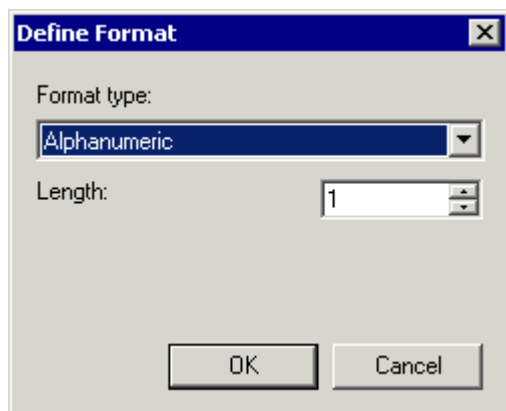 Define Format
Format type:
Alphanumeric
Length: 1
OK Cancel